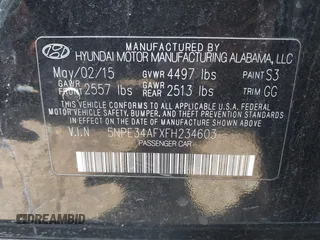 MANUFACTURED BY
HYUNDAI MOTOR MANUFACTURING ALABAMA, LLC
May/02/15 GVWR 4497 lbs PAINT S3
GAWR FRONT 2557 lbs GAWR REAR 2513 lbs TRIM GG
THIS VEHICLE CONFORMS TO ALL APPLICABLE U.S. FEDERAL MOTOR
VEHICLE SAFETY, BUMPER, AND THEFT PREVENTION STANDARDS
IN EFFECT ON THE DATE OF MANUFACTURE SHOWN ABOVE.
V.I.N 5NPE34AFXFH234603
PASSENGER CAR
DREAMBID